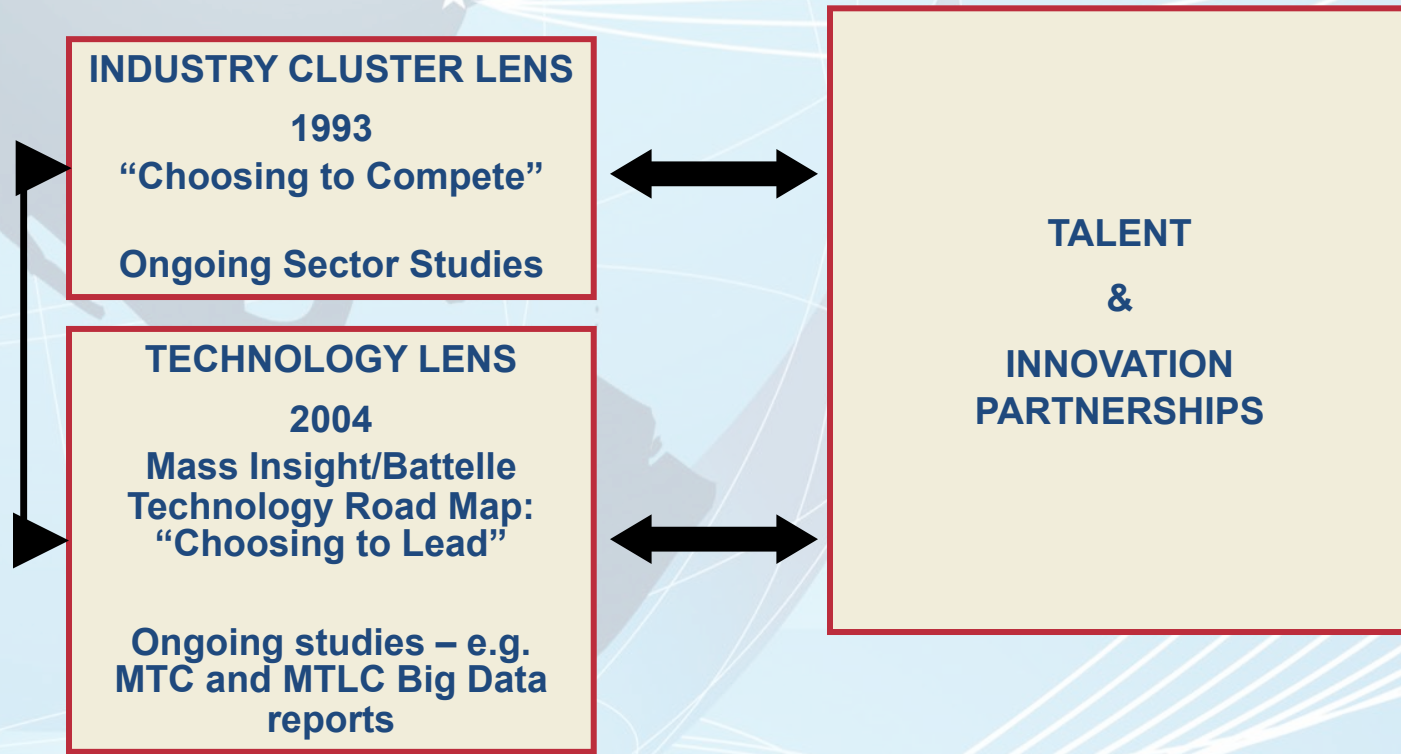 INDUSTRY CLUSTER LENS
1993
“Choosing to Compete”
Ongoing Sector Studies
TECHNOLOGY LENS
2004
Mass Insight/Battelle
Technology Road Map:
“Choosing to Lead”
Ongoing studies – e.g.
MTC and MTLC Big Data
reports
TALENT
&
INNOVATION
PARTNERSHIPS